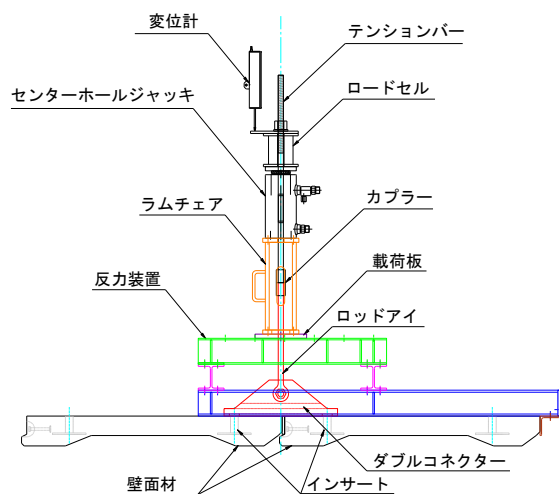 変位計
テンションバー
センターホールジャッキ
ロードセル
ラムチェア
カプラー
反力装置
載荷板
ロッドアイ
ダブルコネクター
壁面材
インサート